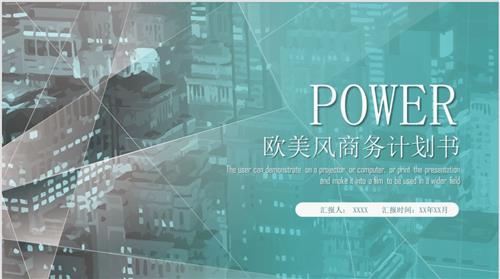 POWER
欧美风商务计划书
The user can demonstrate on a projector or computer, or print the presentation
and make it into a film to be used in a wider field
汇报人： XXXX 汇报时间：XX年XX月